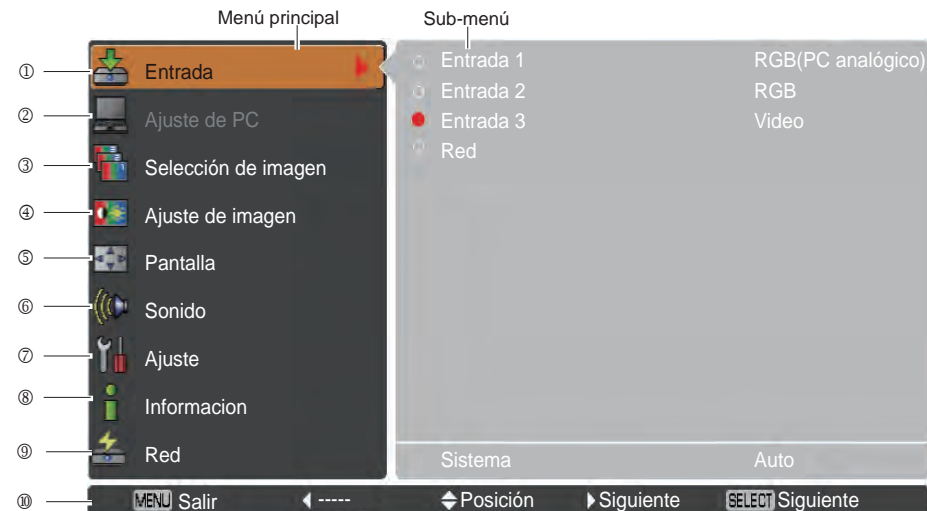 Menú principal Sub-menú
① Entrada Entrada 1 RGB(PC analógico)
Entrada 2 RGB
② Ajuste de PC Entrada 3 Video
Red
③ Selección de imagen
④ Ajuste de imagen
⑤ Pantalla
⑥ Sonido
⑦ Ajuste
⑧ Informacion
⑨ Red Sistema Auto
⑩ MENU Salir ----- Posición Siguiente SELECT Siguiente